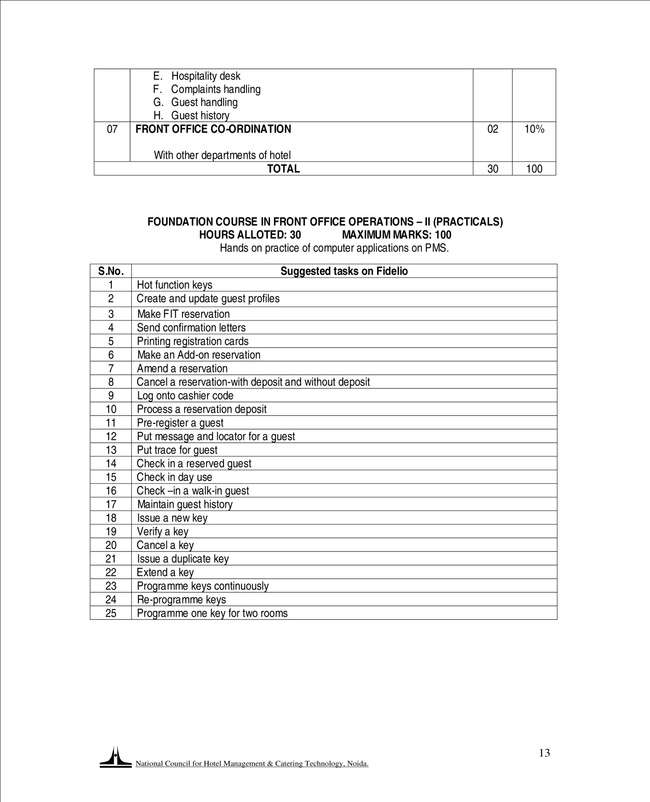 E. Hospitality desk
F. Complaints handling
G. Guest handling
H. Guest history
07 FRONT OFFICE CO-ORDINATION 02 10%
With other departments of hotel
TOTAL 30 100
FOUNDATION COURSE IN FRONT OFFICE OPERATIONS – II (PRACTICALS)
HOURS ALLOTED: 30 MAXIMUM MARKS: 100
Hands on practice of computer applications on PMS.
S.No. Suggested tasks on Fidelio
1 Hot function keys
2 Create and update guest profiles
3 Make FIT reservation
4 Send confirmation letters
5 Printing registration cards
6 Make an Add-on reservation
7 Amend a reservation
8 Cancel a reservation-with deposit and without deposit
9 Log onto cashier code
10 Process a reservation deposit
11 Pre-register a guest
12 Put message and locator for a guest
13 Put trace for guest
14 Check in a reserved guest
15 Check in day use
16 Check –in a walk-in guest
17 Maintain guest history
18 Issue a new key
19 Verify a key
20 Cancel a key
21 Issue a duplicate key
22 Extend a key
23 Programme keys continuously
24 Re-programme keys
25 Programme one key for two rooms
National Council for Hotel Management & Catering Technology, Noida.
13